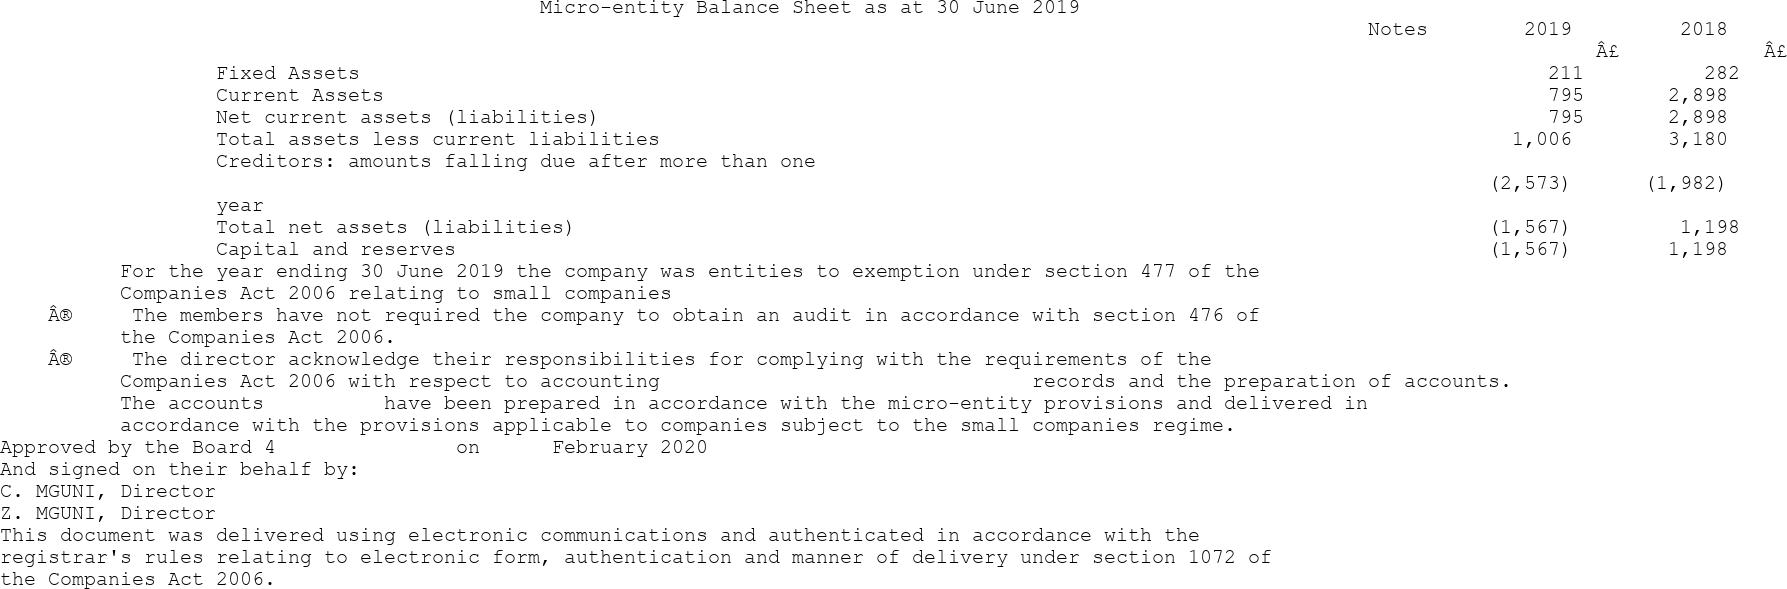 Micro-entity Balance Sheet as at 30 June 2019
Notes 2019 2018
Â£ Â£
Fixed Assets 211 282
Current Assets 795 2,898
Net current assets (liabilities) 795 2,898
Total assets less current liabilities 1,006 3,180
Creditors: amounts falling due after more than one
(2,573) (1,982)
year
Total net assets (liabilities) (1,567) 1,198
Capital and reserves (1,567) 1,198
For the year ending 30 June 2019 the company was entities to exemption under section 477 of the
Companies Act 2006 relating to small companies
Â® The members have not required the company to obtain an audit in accordance with section 476 of
the Companies Act 2006.
Â® The director acknowledge their responsibilities for complying with the requirements of the
Companies Act 2006 with respect to accounting records and the preparation of accounts.
The accounts have been prepared in accordance with the micro-entity provisions and delivered in
accordance with the provisions applicable to companies subject to the small companies regime.
Approved by the Board 4 on February 2020
And signed on their behalf by:
C. MGUNI, Director
Z. MGUNI, Director
This document was delivered using electronic communications and authenticated in accordance with the
registrar's rules relating to electronic form, authentication and manner of delivery under section 1072 of
the Companies Act 2006.